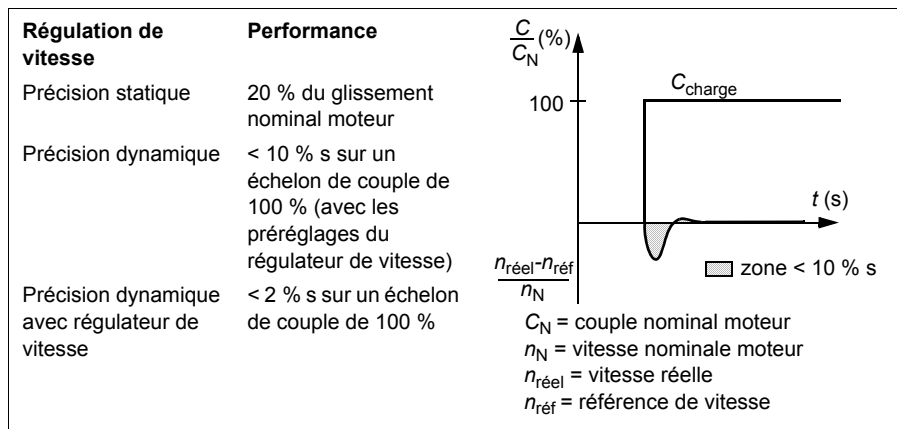 Régulation de
vitesse
Performance
Précision statique
20 % du glissement
nominal moteur
Précision dynamique
< 10 % s sur un
échelon de couple de
100 % (avec les
préréglages du
régulateur de vitesse)
Précision dynamique
avec régulateur de
vitesse
< 2 % s sur un échelon
de couple de 100 %
C/C_N (%)
100
C_charge
t (s)
n_réel-n_réf
n_N
zone < 10 % s
C_N = couple nominal moteur
n_N = vitesse nominale moteur
n_réel = vitesse réelle
n_réf = référence de vitesse